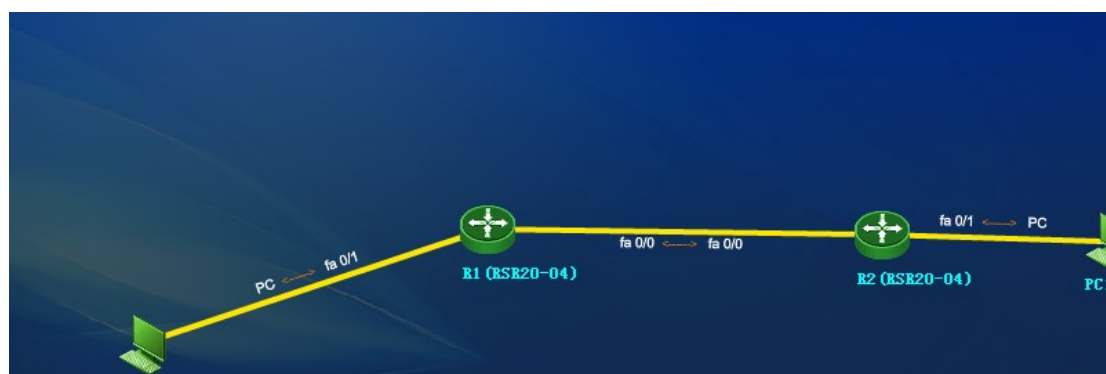 fa 0/1 PC
fa 0/0 fa 0/0
R1(RSR20-04)
R2(RSR20-04)
PC fa 0/1
PC